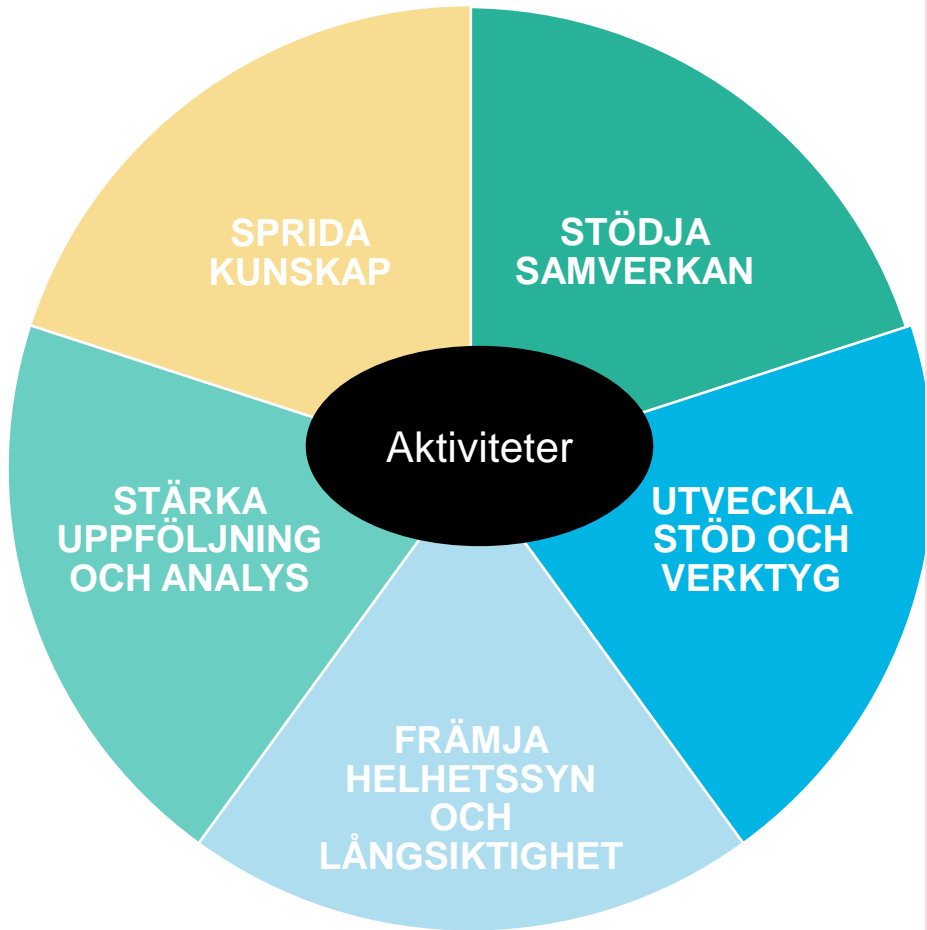 SPRIDA
KUNSKAP
STÖDJA
SAMVERKAN
Aktiviteter
STÄRKA
UPPFÖLJNING
OCH ANALYS
UTVECKLA
STÖD OCH
VERKTYG
FRÄMJA
HELHETSSYN
OCH
LÅNGSIKTIGHET